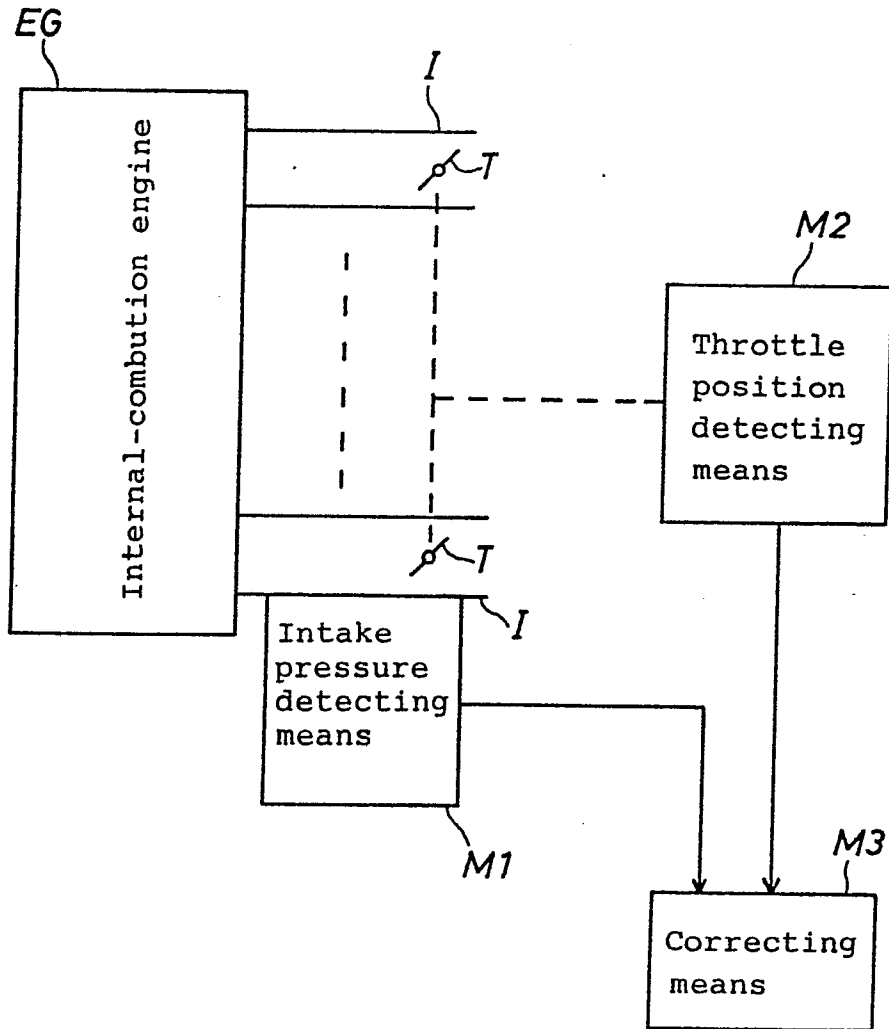 EG
I
T
Internal-combution engine
M2
Throttle
position
detecting
means
T
I
Intake
pressure
detecting
means
M1
M3
Correcting
means